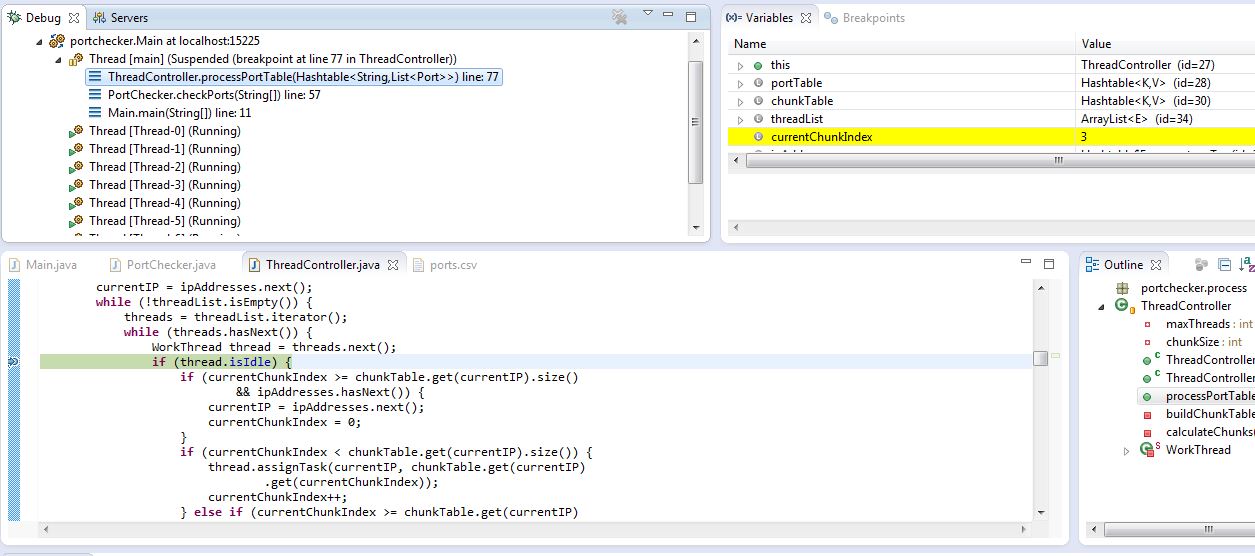 Debug
Servers
portchecker.Main at localhost:15225
Thread [main] (Suspended (breakpoint at line 77 in ThreadController))
ThreadController.processPortTable(Hashtable<String,List<Port>>) line: 77
PortChecker.checkPorts(String[]) line: 57
Main.main(String[]) line: 11
Thread [Thread-0] (Running)
Thread [Thread-1] (Running)
Thread [Thread-2] (Running)
Thread [Thread-3] (Running)
Thread [Thread-4] (Running)
Thread [Thread-5] (Running)
(x)= Variables
Breakpoints
Name Value
this ThreadController (id=27)
portTable Hashtable<K,V> (id=28)
chunkTable Hashtable<K,V> (id=30)
threadList ArrayList<E> (id=34)
currentChunkIndex 3
Main.java
PortChecker.java
ThreadController.java
ports.csv
currentIP = ipAddresses.next();
while (!threadList.isEmpty()) {
threads = threadList.iterator();
while (threads.hasNext()) {
WorkThread thread = threads.next();
if (thread.isIdle) {
if (currentChunkIndex >= chunkTable.get(currentIP).size()
&& ipAddresses.hasNext()) {
currentIP = ipAddresses.next();
currentChunkIndex = 0;
}
if (currentChunkIndex < chunkTable.get(currentIP).size()) {
thread.assignTask(currentIP, chunkTable.get(currentIP)
.get(currentChunkIndex));
currentChunkIndex++;
} else if (currentChunkIndex >= chunkTable.get(currentIP)
Outline
portchecker.process
ThreadController
maxThreads : int
chunkSize : int
ThreadController
ThreadController
processPortTable
buildChunkTable
calculateChunks(
WorkThread